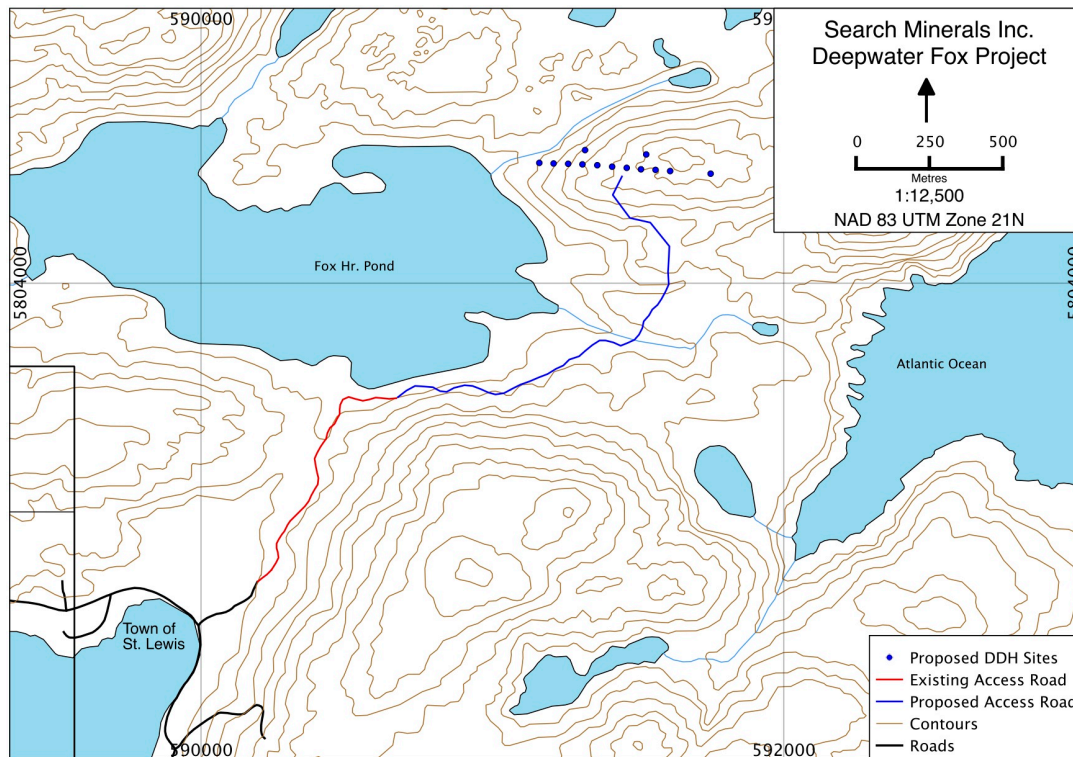 590000
59
Search Minerals Inc.
Deepwater Fox Project
0 250 500
Metres
1:12,500
NAD 83 UTM Zone 21N
5804000
Fox Hr. Pond
5804000
Atlantic Ocean
Town of
St. Lewis
Proposed DDH Sites
Existing Access Road
Proposed Access Road
Contours
Roads
590000
592000